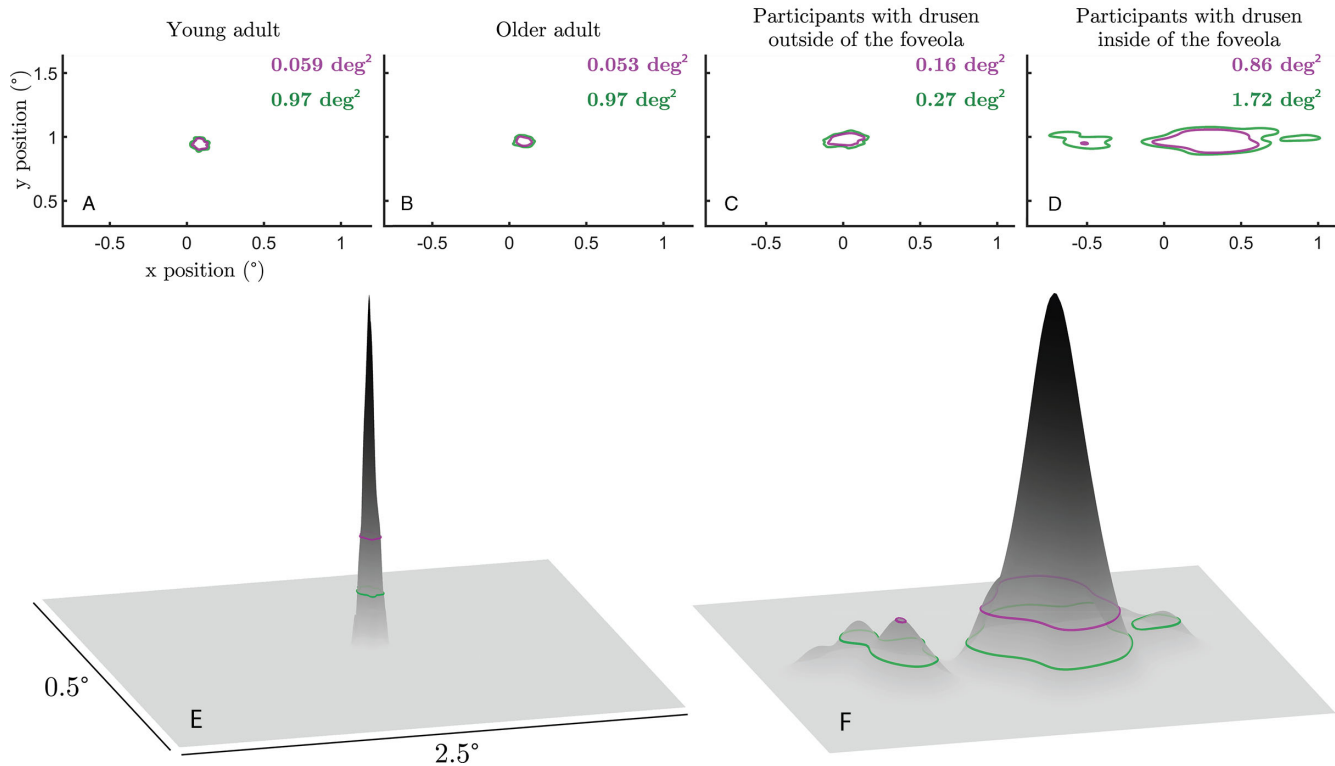 Young adult
Older adult
Participants with drusen
outside of the foveola
Participants with drusen
inside of the foveola
y position (°)
1.5
1
0.5
0.059 deg²
0.97 deg²
A
0.053 deg²
0.97 deg²
B
0.16 deg²
0.27 deg²
C
0.86 deg²
1.72 deg²
D
-0.5 0 0.5 1
-0.5 0 0.5 1
-0.5 0 0.5 1
-0.5 0 0.5 1
x position (°)
0.5°
E
2.5°
F